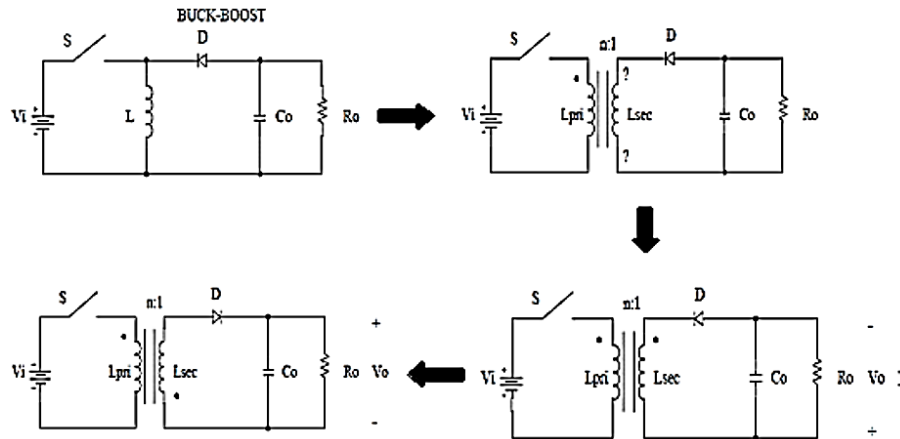 BUCK-BOOST
S
D
Vi
+
-
L
Co
Ro
S
n:1
D
Vi
+
-
Lpri
Lsec
?
?
Co
Ro
S
n:1
D
Vi
+
-
Lpri
Lsec
Co
Ro
Vo
+
-
S
n:1
D
Vi
+
-
Lpri
Lsec
Co
Ro
Vo
-
+